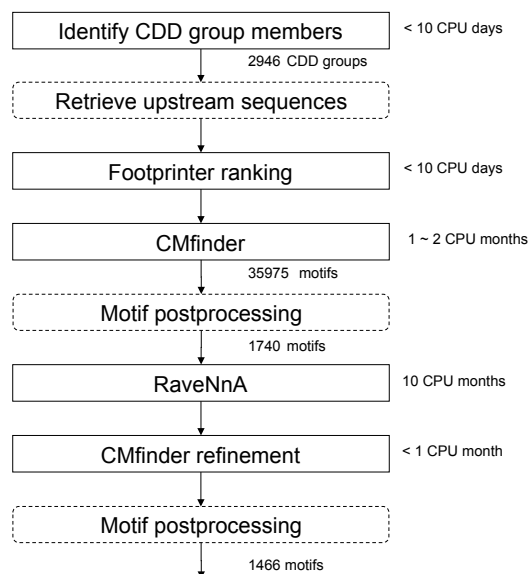 Identify CDD group members
< 10 CPU days
2946 CDD groups
Retrieve upstream sequences
Footprinter ranking
< 10 CPU days
CMfinder
1 ~ 2 CPU months
35975 motifs
Motif postprocessing
1740 motifs
RaveNnA
10 CPU months
CMfinder refinement
< 1 CPU month
Motif postprocessing
1466 motifs